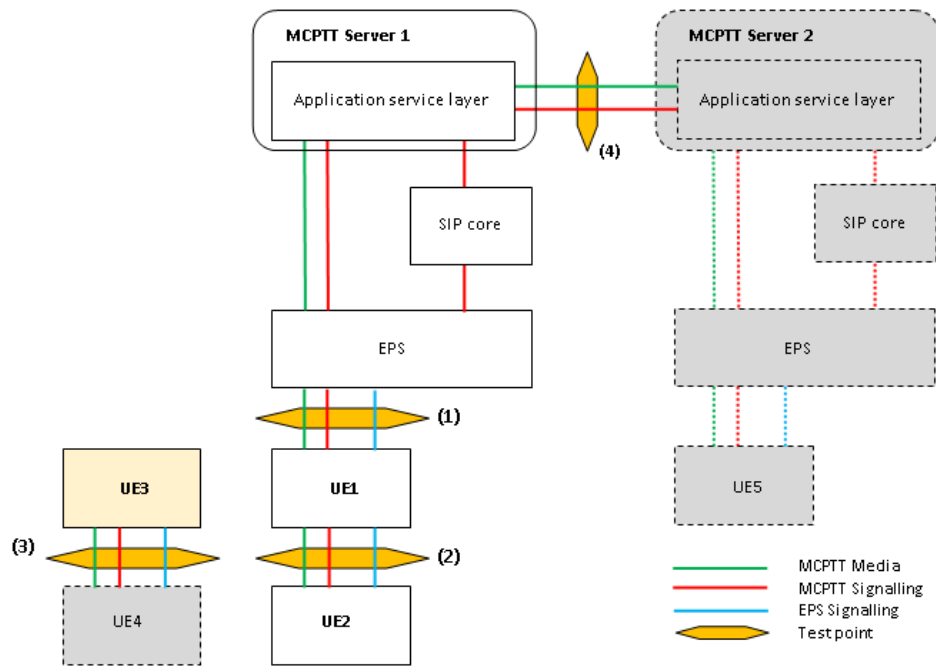 MCPTT Server 1
MCPTT Server 2
Application service layer
Application service layer
(4)
SIP core
SIP core
EPS
EPS
(1)
UE3
UE1
UE5
(3)
(2)
UE4
UE2
MCPTT Media
MCPTT Signalling
EPS Signalling
Test point